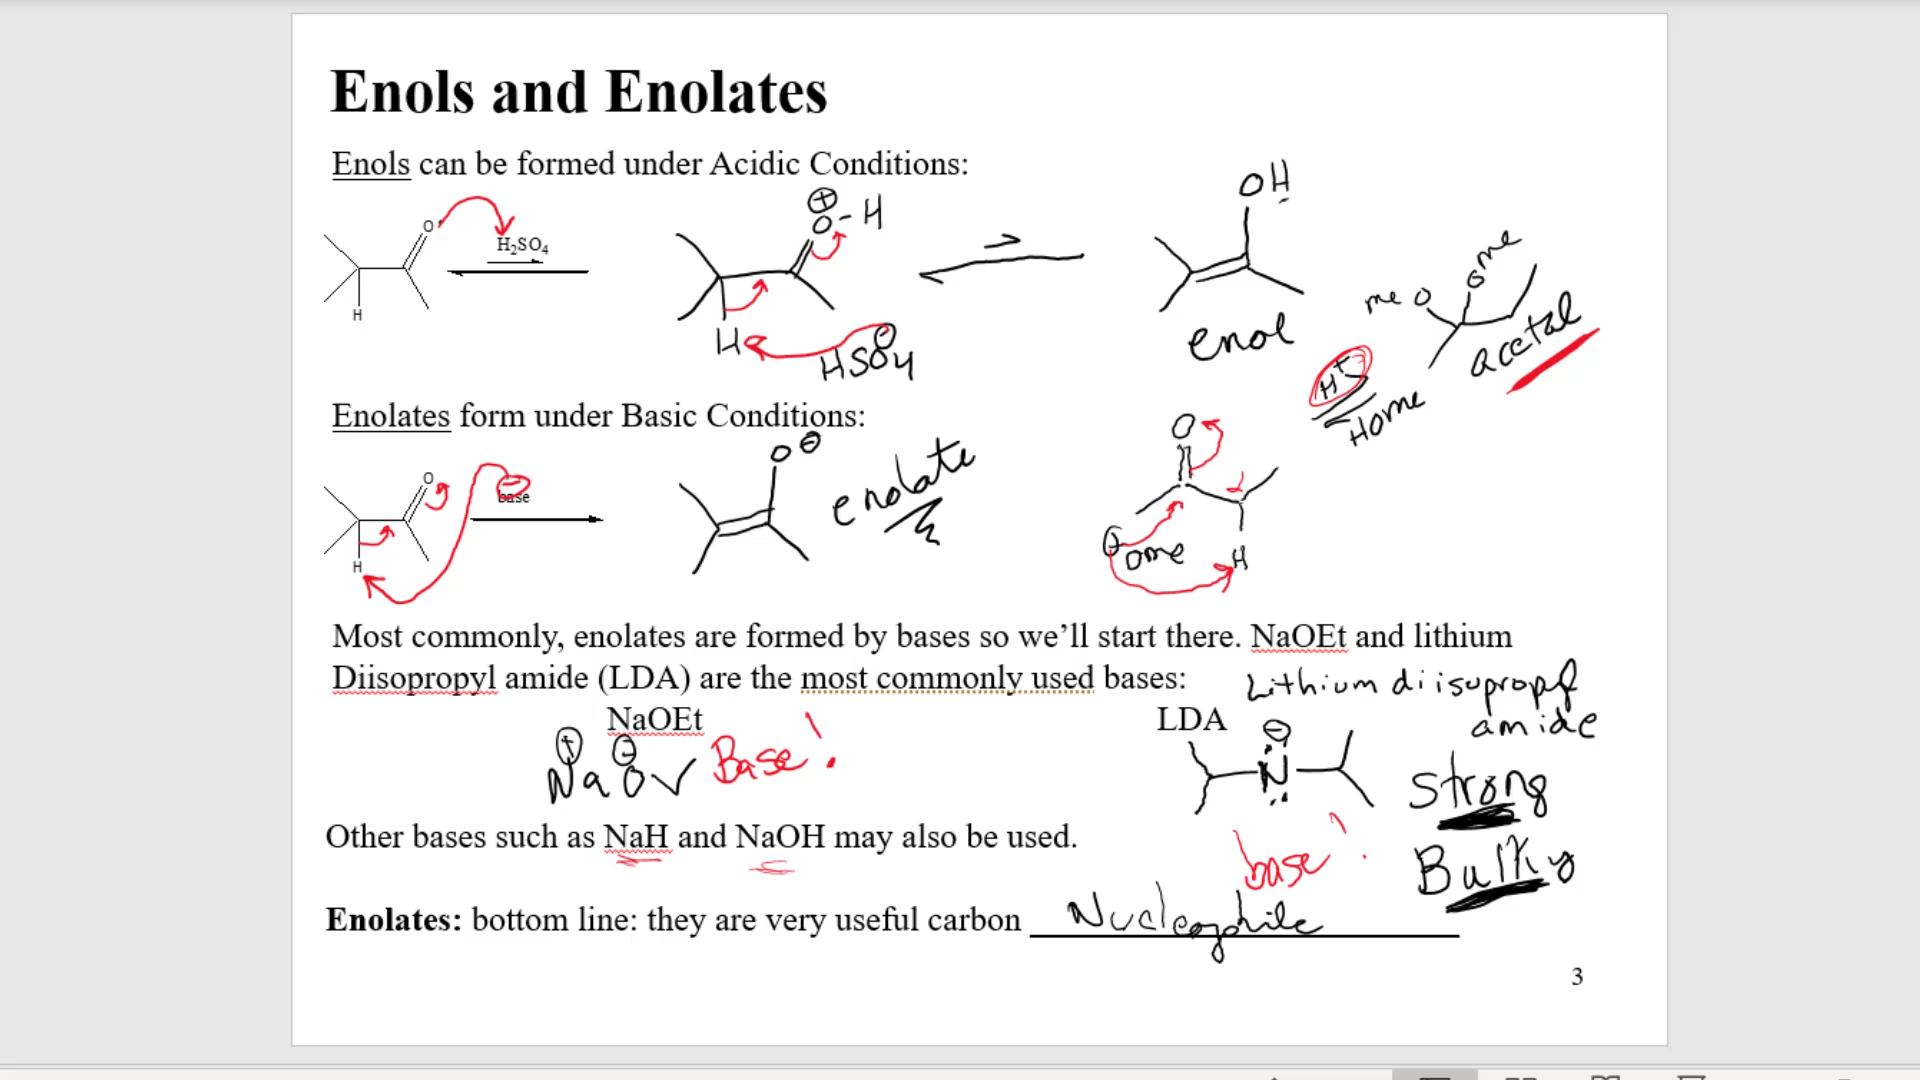 Enols and Enolates
Enols can be formed under Acidic Conditions:
O
H₂SO₄
H
⊕
O-H
H
HSO₄
⊖
OH
enol
me O
Ome
acetal
H⁺
HOme
Enolates form under Basic Conditions:
O
⊖
base
H
O⊖
enolate
O
α
⊖Ome
H
Most commonly, enolates are formed by bases so we’ll start there. NaOEt and lithium
Diisopropyl amide (LDA) are the most commonly used bases:
Lithium diisopropyl
amide
NaOEt
⊕ ⊖
NaO
Base!
LDA
⊖
N
Strong
Bulky
base!
Other bases such as NaH and NaOH may also be used.
Enolates: bottom line: they are very useful carbon Nucleophile
3